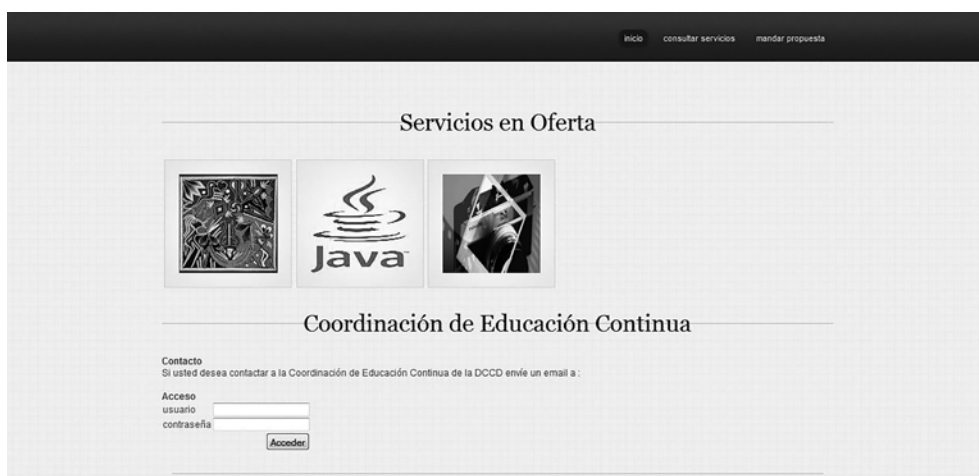 inicio consultar servicios mandar propuesta
Servicios en Oferta
Java
Coordinación de Educación Continua
Contacto
Si usted desea contactar a la Coordinación de Educación Continua de la DCCD envíe un email a :
Acceso
usuario
contraseña
Acceder